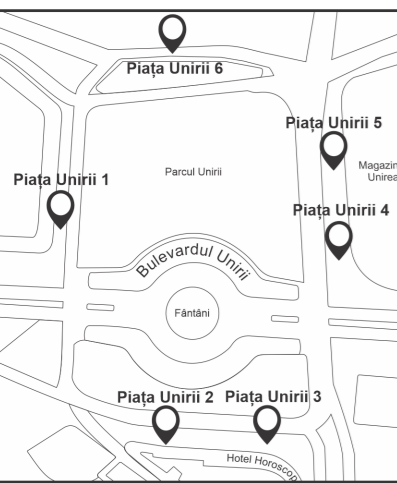 Piața Unirii 6
Piața Unirii 5
Parcul Unirii
Magazin
Unirea
Piața Unirii 1
Piața Unirii 4
Bulevardul Unirii
Fântâni
Piața Unirii 2
Piața Unirii 3
Hotel Horoscop